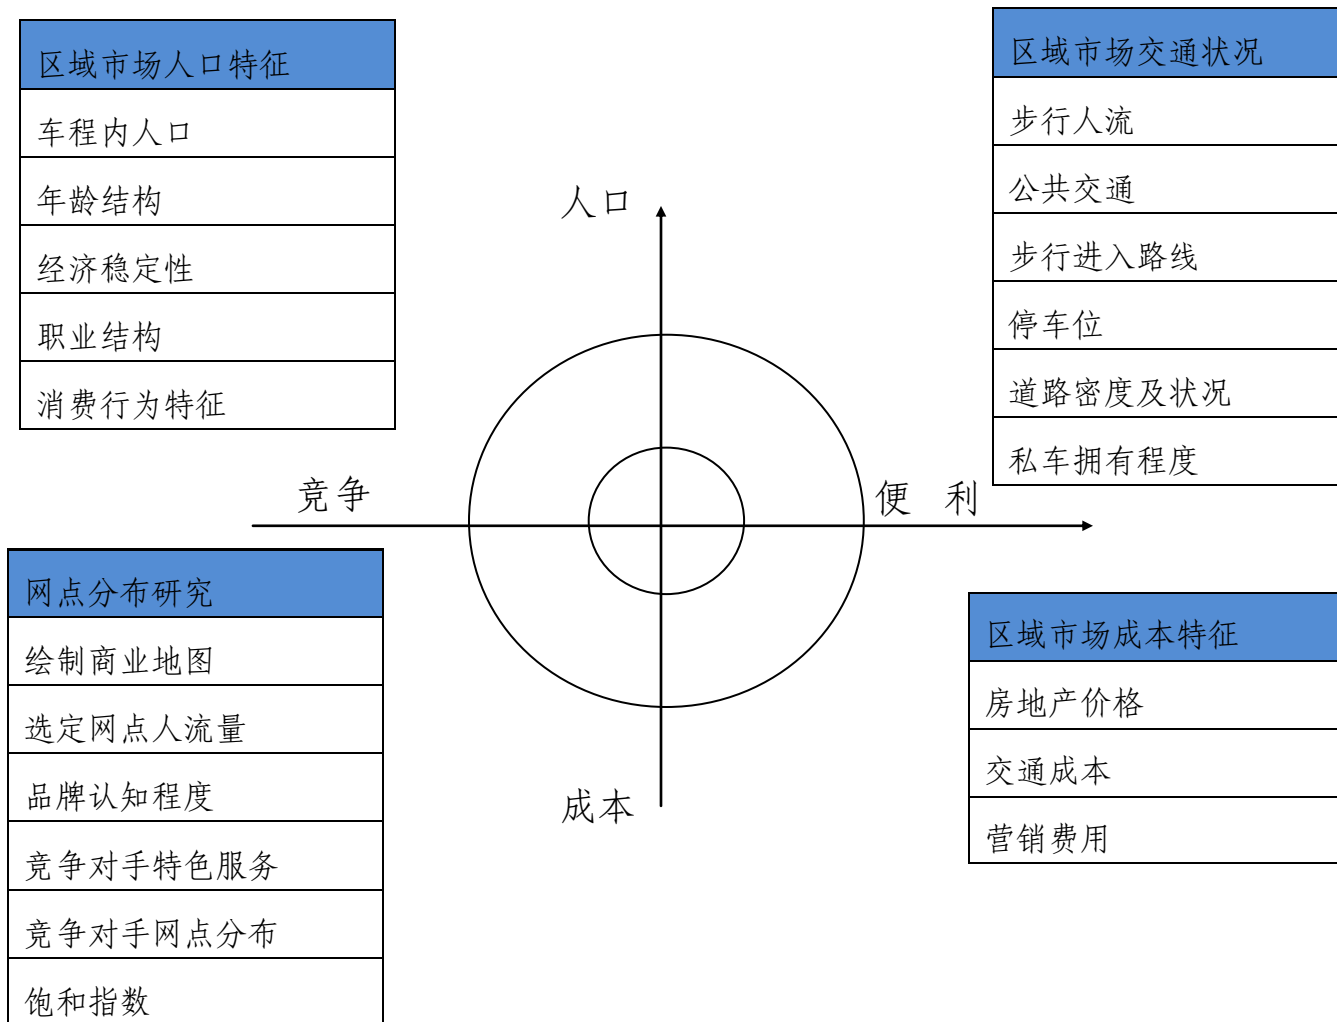 区域市场人口特征
车程内人口
年龄结构
经济稳定性
职业结构
消费行为特征
区域市场交通状况
步行人流
公共交通
步行进入路线
停车位
道路密度及状况
私车拥有程度
人口
竞争
便 利
成本
网点分布研究
绘制商业地图
选定网点人流量
品牌认知程度
竞争对手特色服务
竞争对手网点分布
饱和指数
区域市场成本特征
房地产价格
交通成本
营销费用